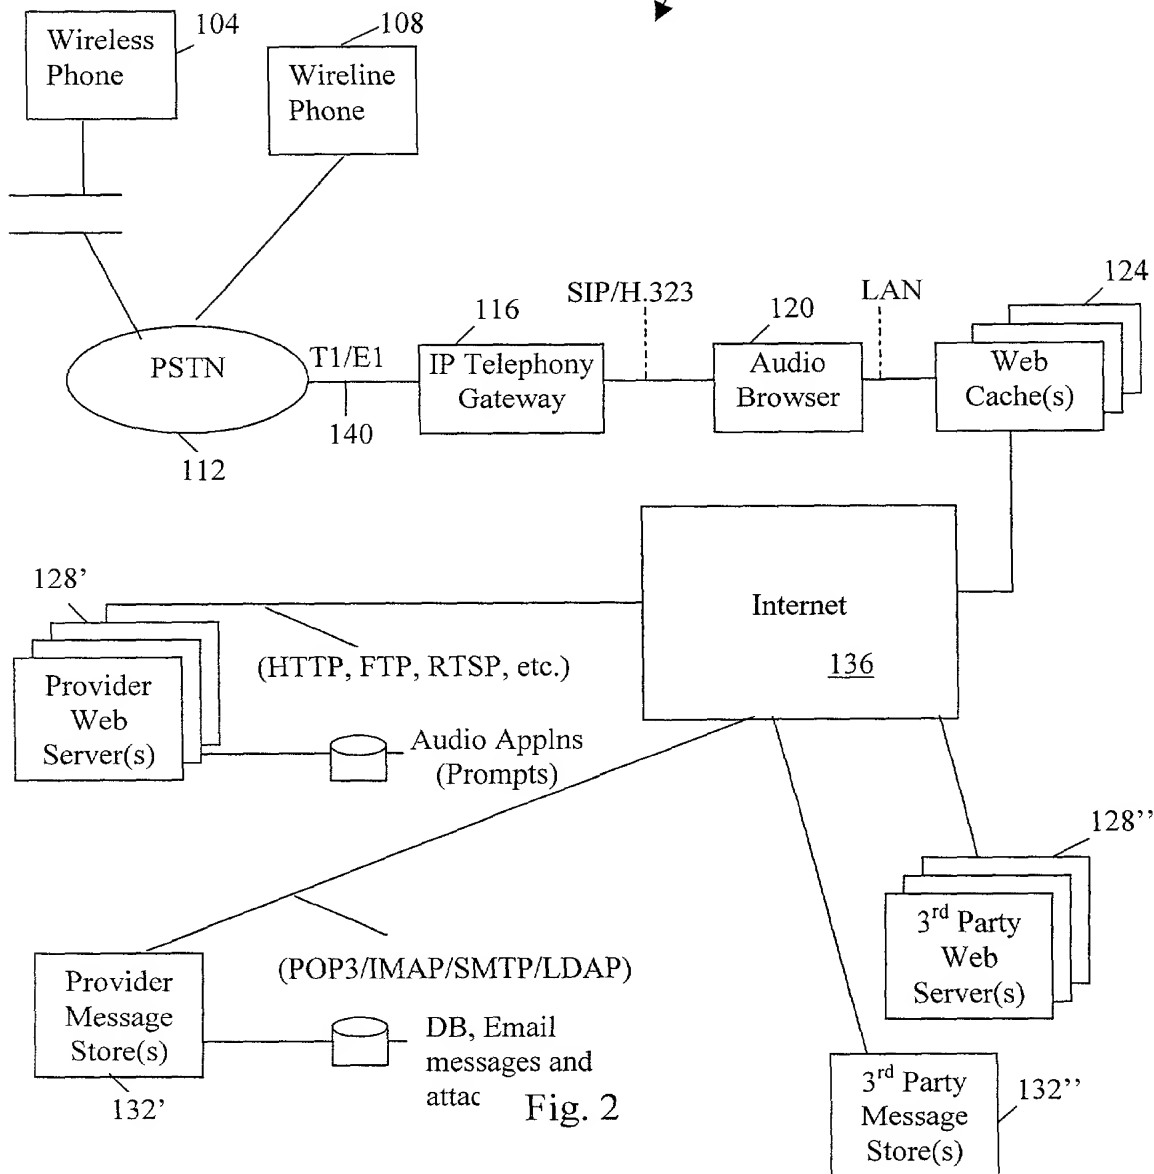 Wireless
Phone
104
108
Wireline
Phone
124
SIP/H.323
LAN
116
120
PSTN
T1/E1
IP Telephony
Gateway
Audio
Browser
Web
Cache(s)
140
112
128’
Internet
136
(HTTP, FTP, RTSP, etc.)
Provider
Web
Server(s)
Audio Applns
(Prompts)
128’’
3rd Party
Web
Server(s)
(POP3/IMAP/SMTP/LDAP)
Provider
Message
Store(s)
DB, Email
messages and
attac
132’
Fig. 2
3rd Party
Message
Store(s)
132’’